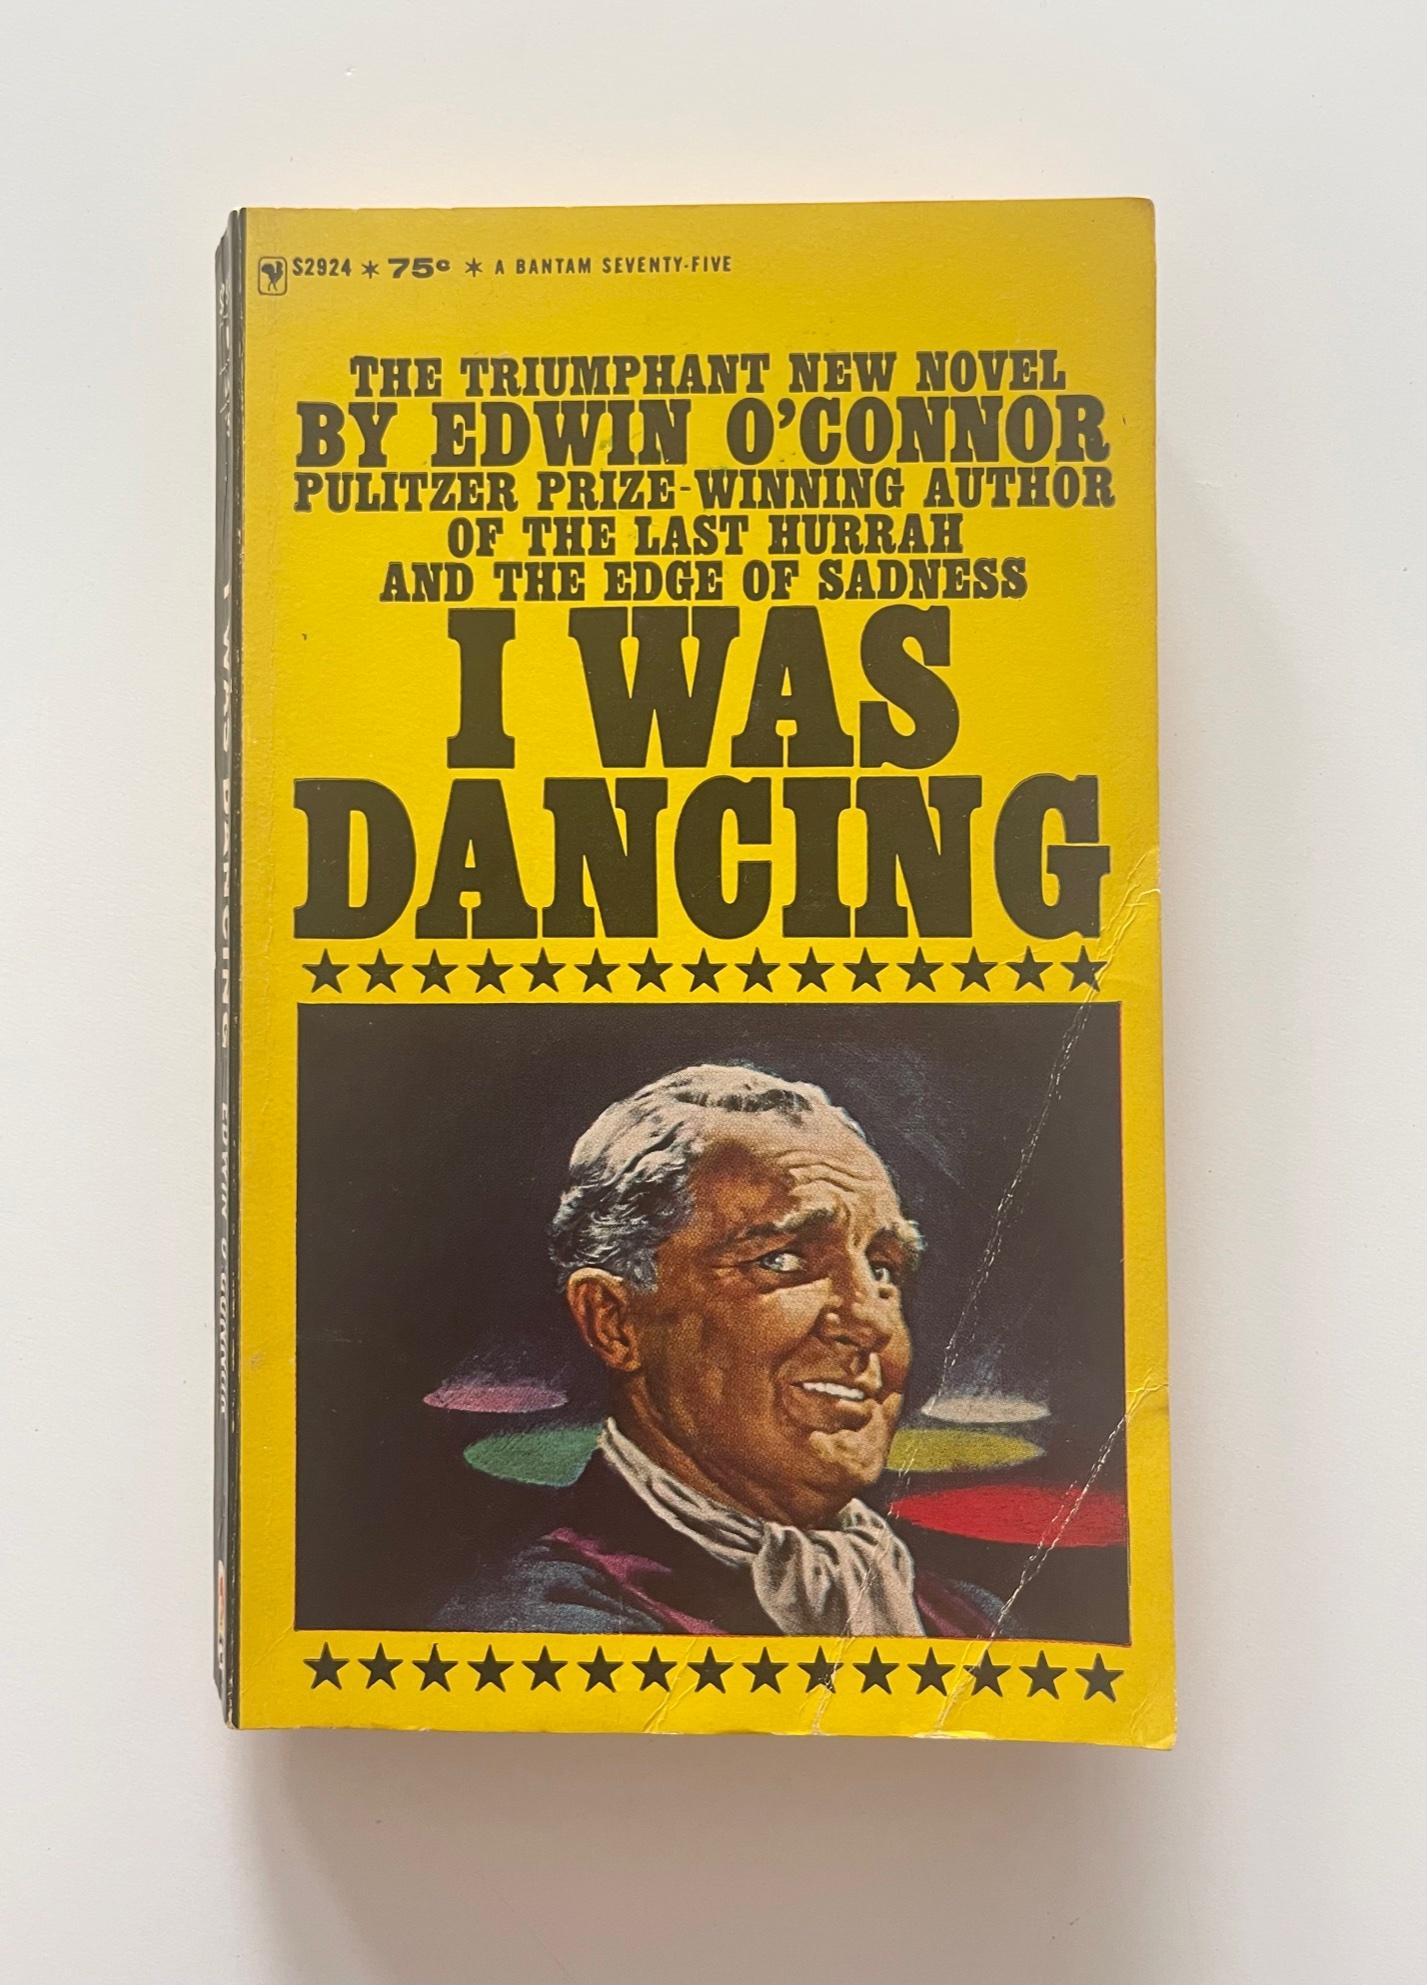 S2924 * 75¢ * A BANTAM SEVENTY-FIVE
THE TRIUMPHANT NEW NOVEL
BY EDWIN O'CONNOR
PULITZER PRIZE-WINNING AUTHOR
OF THE LAST HURRAH
AND THE EDGE OF SADNESS
I WAS
DANCING
I WAS DANCING EDWIN O'CONNOR